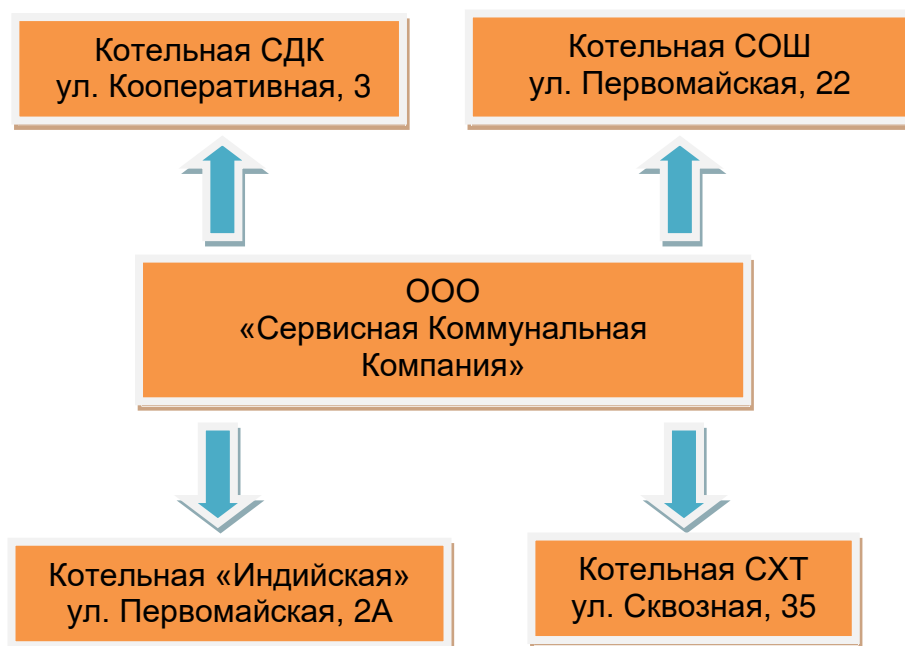 Котельная СДК
ул. Кооперативная, 3
Котельная СОШ
ул. Первомайская, 22
ООО
«Сервисная Коммунальная
Компания»
Котельная «Индийская»
ул. Первомайская, 2А
Котельная СХТ
ул. Сквозная, 35